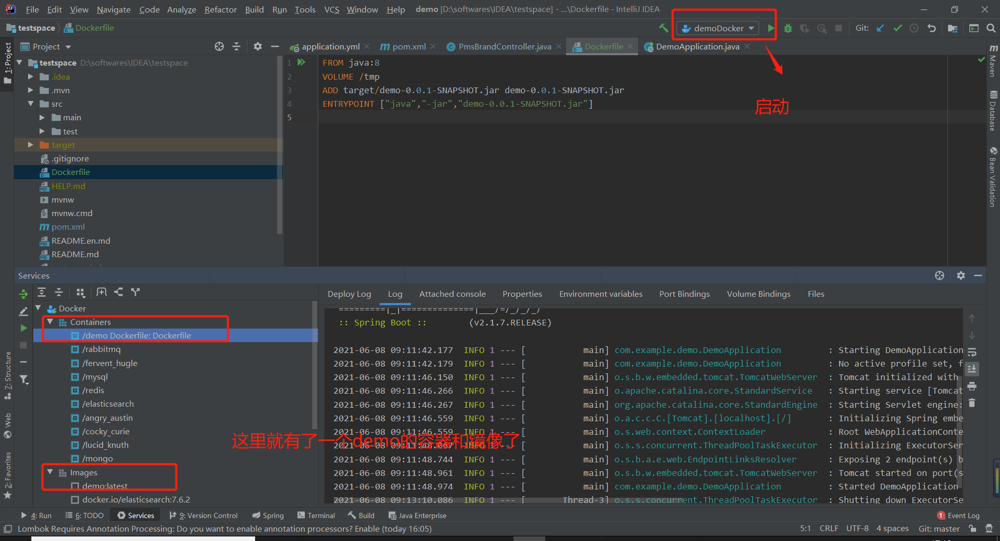 File Edit View Navigate Code Analyze Refactor Build Run Tools VCS Window Help demo [D:\softwares\IDEA\testspace] - ...\Dockerfile - IntelliJ IDEA
testspace Dockerfile
demoDocker
Git:
Project
application.yml
pom.xml
PmsBrandController.java
Dockerfile
DemoApplication.java
1: Project
testspace D:\softwares\IDEA\testspace
.idea
.mvn
src
main
test
target
.gitignore
Dockerfile
HELP.md
mvnw
mvnw.cmd
pom.xml
README.en.md
README.md
1 FROM java:8
2 VOLUME /tmp
3 ADD target/demo-0.0.1-SNAPSHOT.jar demo-0.0.1-SNAPSHOT.jar
4 ENTRYPOINT ["java","-jar","demo-0.0.1-SNAPSHOT.jar"]
5
启动
Maven
Database
Bean Validation
Services
7: Structure
Web
2: Favorites
Docker
Containers
/demo Dockerfile: Dockerfile
/rabbitmq
/fervent_hugle
/mysql
/redis
/elasticsearch
/angry_austin
/cocky_curie
/lucid_knuth
/mongo
Images
demo:latest
docker.io/elasticsearch:7.6.2
这里就有了一个demo的容器和镜像了
Deploy Log Log Attached console Properties Environment variables Port Bindings Volume Bindings Files
=========|_|==============|___/=/_/_/_/
:: Spring Boot :: (v2.1.7.RELEASE)
2021-06-08 09:11:42.177 INFO 1 --- [ main] com.example.demo.DemoApplication : Starting DemoApplication
2021-06-08 09:11:42.179 INFO 1 --- [ main] com.example.demo.DemoApplication : No active profile set, f
2021-06-08 09:11:46.150 INFO 1 --- [ main] o.s.b.w.embedded.tomcat.TomcatWebServer : Tomcat initialized with
2021-06-08 09:11:46.266 INFO 1 --- [ main] o.apache.catalina.core.StandardService : Starting service [Tomcat
2021-06-08 09:11:46.267 INFO 1 --- [ main] org.apache.catalina.core.StandardEngine : Starting Servlet engine:
2021-06-08 09:11:46.559 INFO 1 --- [ main] o.a.c.c.C.[Tomcat].[localhost].[/] : Initializing Spring embe
2021-06-08 09:11:46.559 INFO 1 --- [ main] o.s.web.context.ContextLoader : Root WebApplicationConte
2021-06-08 09:11:48.067 INFO 1 --- [ main] o.s.s.concurrent.ThreadPoolTaskExecutor : Initializing ExecutorSer
2021-06-08 09:11:48.744 INFO 1 --- [ main] o.s.b.a.e.web.EndpointLinksResolver : Exposing 2 endpoint(s) b
2021-06-08 09:11:48.961 INFO 1 --- [ main] o.s.b.w.embedded.tomcat.TomcatWebServer : Tomcat started on port(s
2021-06-08 09:11:48.974 INFO 1 --- [ main] com.example.demo.DemoApplication : Started DemoApplication
2021-06-08 09:13:10.086 INFO 1 --- [ Thread-3] o.s.s.concurrent.ThreadPoolTaskExecutor : Shutting down ExecutorSe
4: Run 6: TODO Services 9: Version Control Spring Terminal Build Java Enterprise 1 Event Log
Lombok Requires Annotation Processing: Do you want to enable annotation processors? Enable (today 16:05) 5:1 CRLF UTF-8 4 spaces Git: master